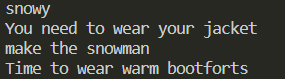 snowy
You need to wear your jacket
make the snowman
Time to wear warm bootforts